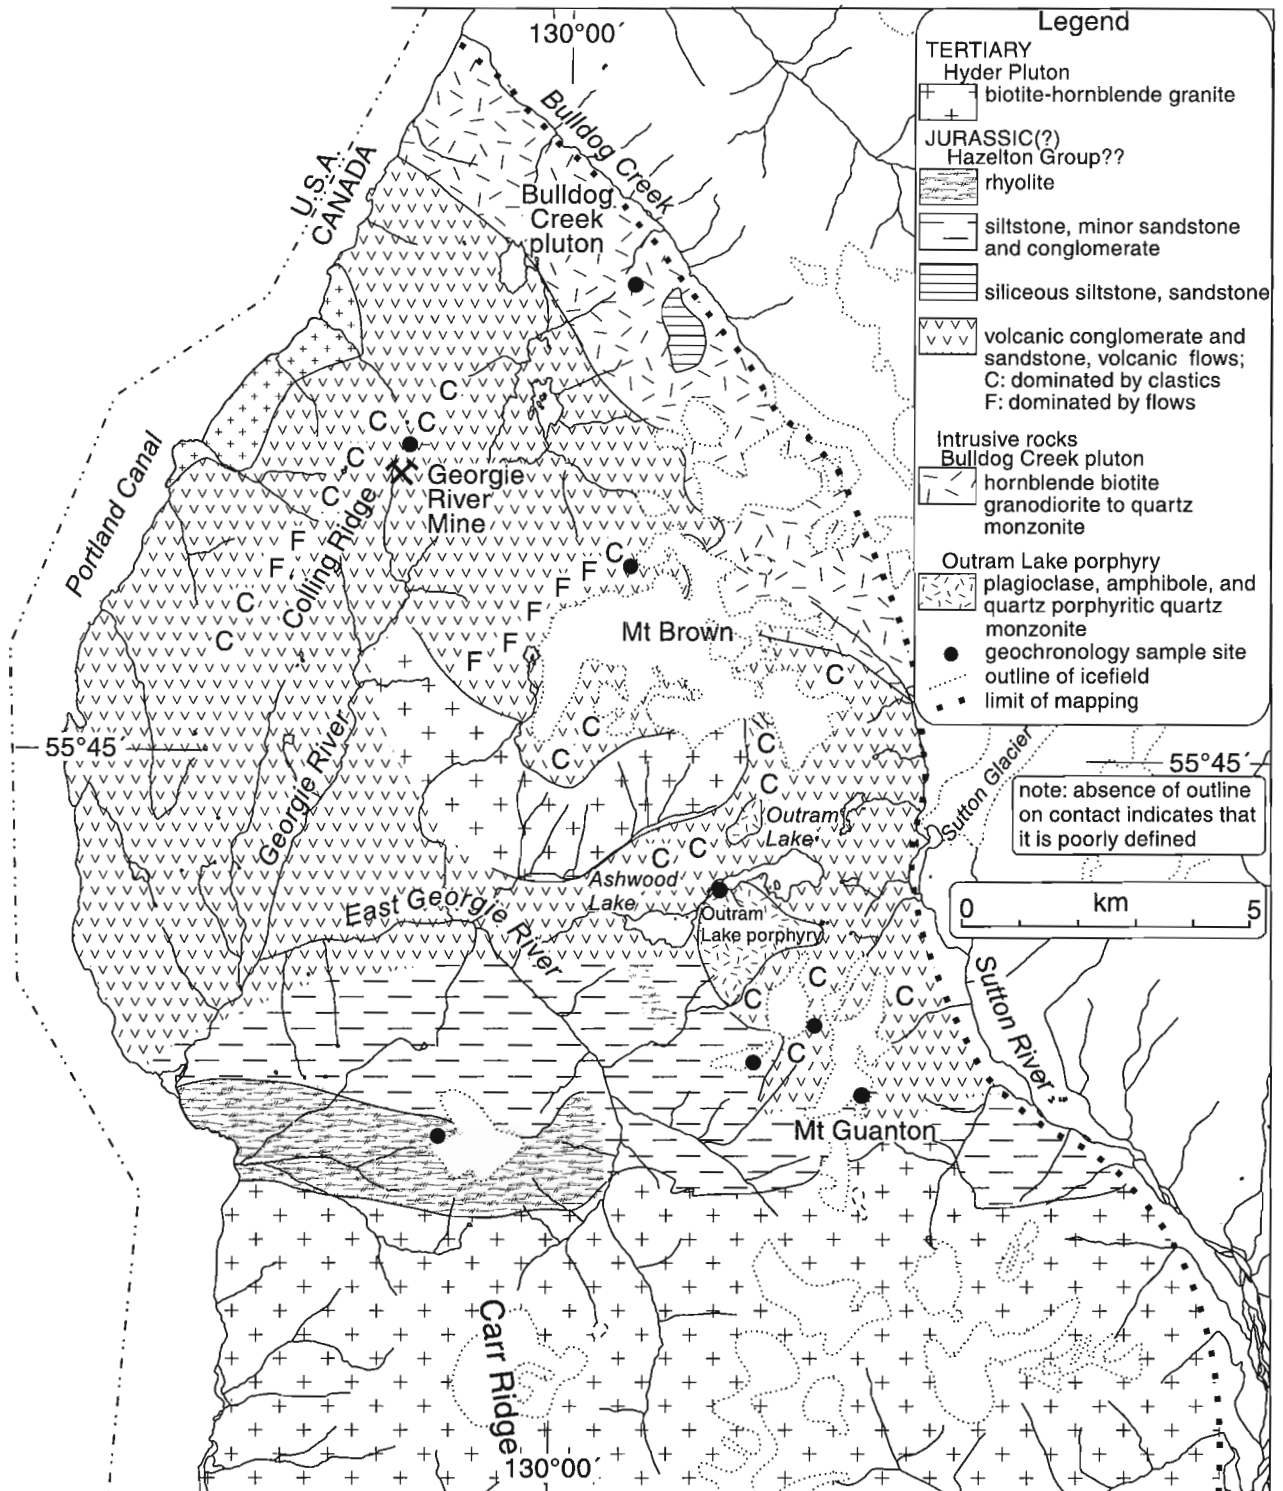 130°00´
Legend
TERTIARY
Hyder Pluton
biotite-hornblende granite
JURASSIC(?)
Hazelton Group??
rhyolite
siltstone, minor sandstone
and conglomerate
siliceous siltstone, sandstone
volcanic conglomerate and
sandstone, volcanic flows;
C: dominated by clastics
F: dominated by flows
Intrusive rocks
Bulldog Creek pluton
hornblende biotite
granodiorite to quartz
monzonite
Outram Lake porphyry
plagioclase, amphibole, and
quartz porphyritic quartz
monzonite
geochronology sample site
outline of icefield
limit of mapping
Bulldog Creek
U.S.A.
CANADA
Bulldog
Creek
pluton
C
C
C
C
C
Georgie
River
Mine
Portland Canal
Colling Ridge
F
F
C
C
C
F
F
F
F
F
Mt Brown
C
C
C
C
C
55°45´
55°45´
Georgie River
Sutton Glacier
note: absence of outline
on contact indicates that
it is poorly defined
Outram
Lake
C
C
Ashwood
Lake
East Georgie River
Outram
Lake porphyry
0
km
5
Sutton River
C
C
C
C
Mt Guanton
Carr Ridge
130°00´